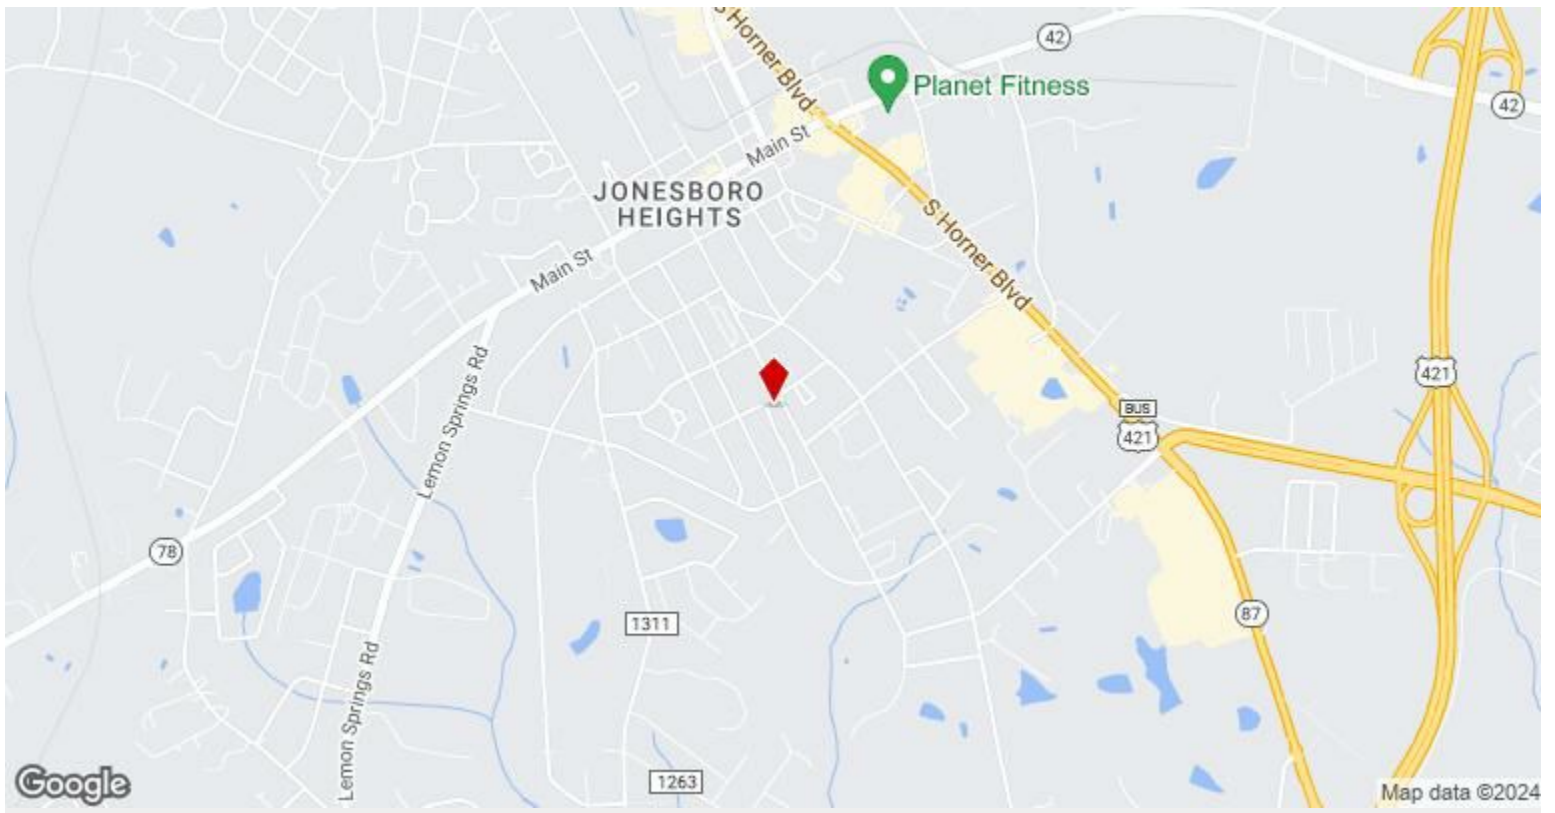 S Horner Blvd
42
Planet Fitness
42
Main St
JONESBORO
HEIGHTS
S Horner Blvd
Main St
Lemon Springs Rd
421
BUS
421
78
87
1311
Lemon Springs Rd
1263
Google
Map data ©2024